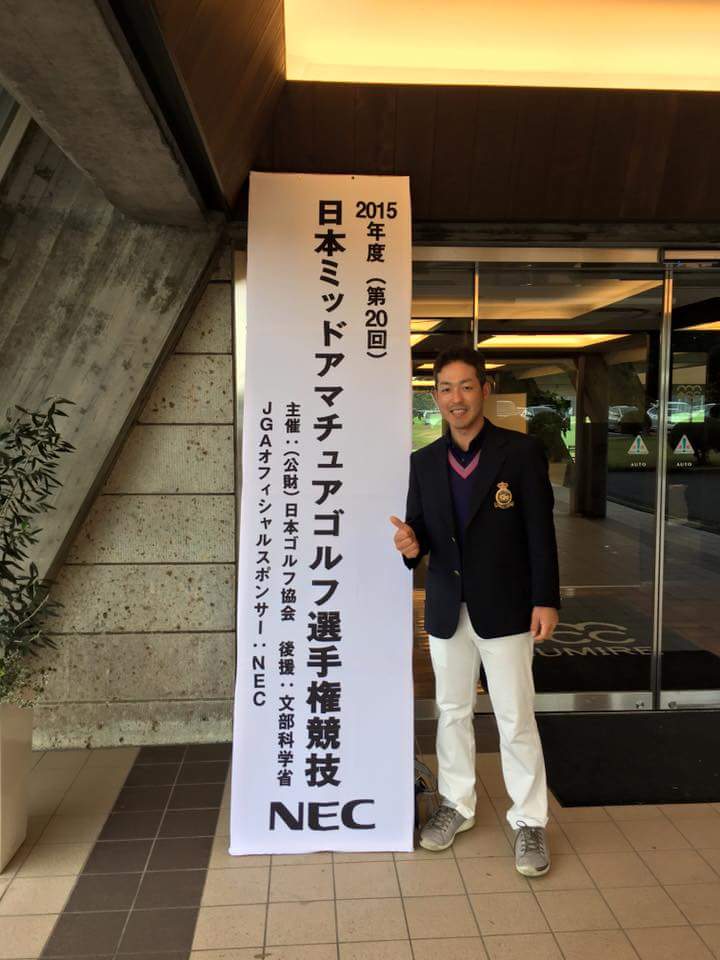 2015年度（第20回）
日本ミッドアマチュアゴルフ選手権競技
主催：(公財)日本ゴルフ協会　後援：文部科学省
JGAオフィシャルスポンサー：NEC
NEC
AUTO
AUTO